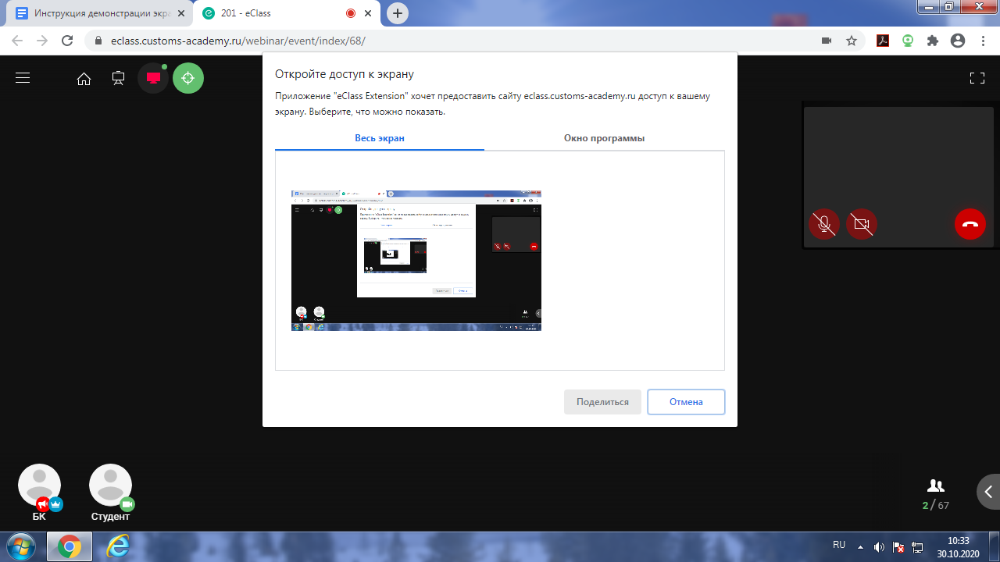 Инструкция демонстрации экра
201 - eClass
eclass.customs-academy.ru/webinar/event/index/68/
Откройте доступ к экрану
Приложение "eClass Extension" хочет предоставить сайту eclass.customs-academy.ru доступ к вашему
экрану. Выберите, что можно показать.
Весь экран
Окно программы
Поделиться
Отмена
БК
Студент
2 / 67
RU
10:33
30.10.2020